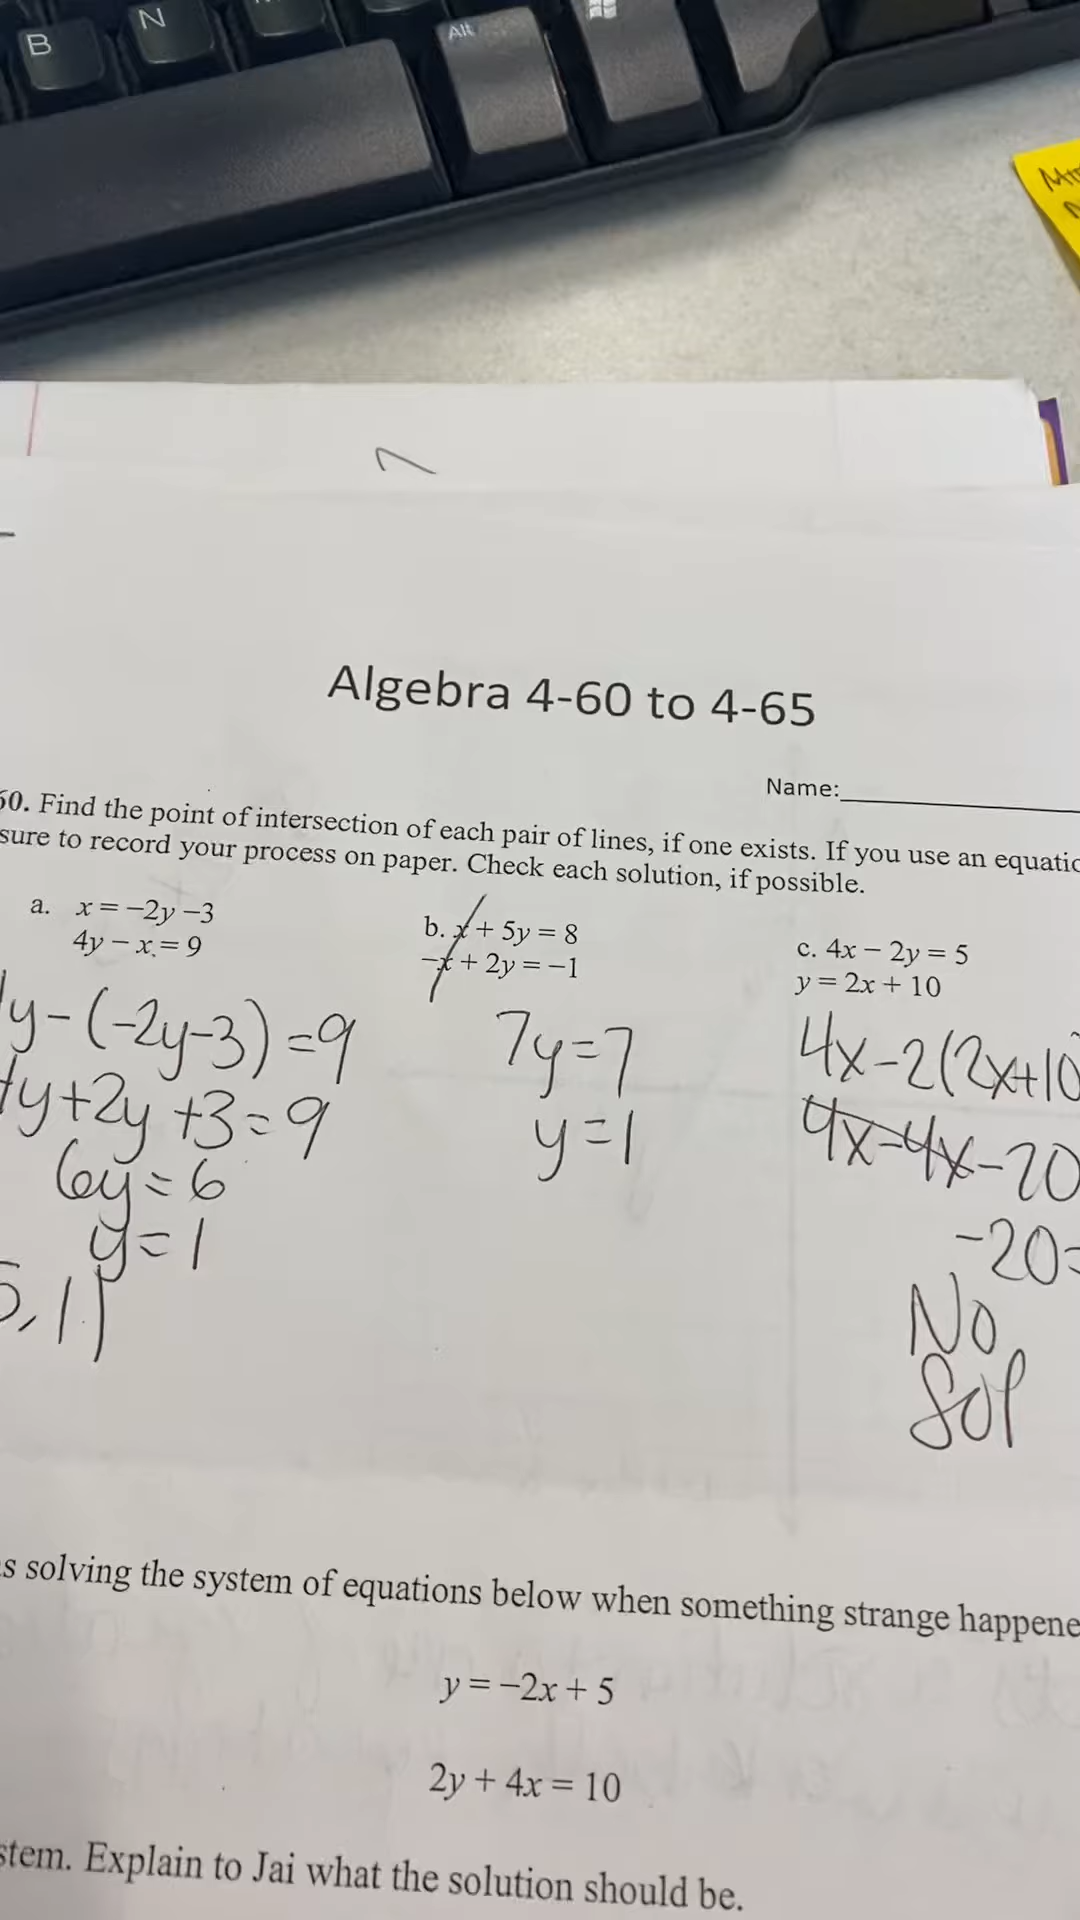 B
N
Alt
Algebra 4-60 to 4-65
Name:
60. Find the point of intersection of each pair of lines, if one exists. If you use an
sure to record your process on paper. Check each solution, if possible.
a. x = −2y −3
4y − x = 9
b. x + 5y = 8
−x + 2y = −1
c. 4x − 2y = 5
y = 2x + 10
y-(-2y-3)=9
y+2y+3=9
6y=6
y=1
5,1)
7y=7
y=1
4x-2(2x+10
4x-4x-20
-20=
No
Sol
solving the system of equations below when something strange
y = −2x + 5
2y + 4x = 10
Explain to Jai what the solution should be.